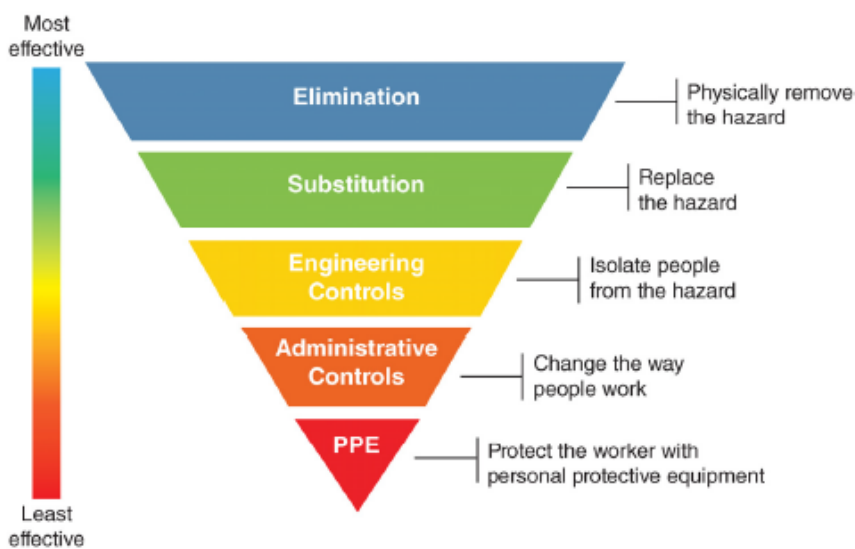 Most
effective
Elimination
Physically remove
the hazard
Substitution
Replace
the hazard
Engineering
Controls
Isolate people
from the hazard
Administrative
Controls
Change the way
people work
PPE
Protect the worker with
personal protective equipment
Least
effective